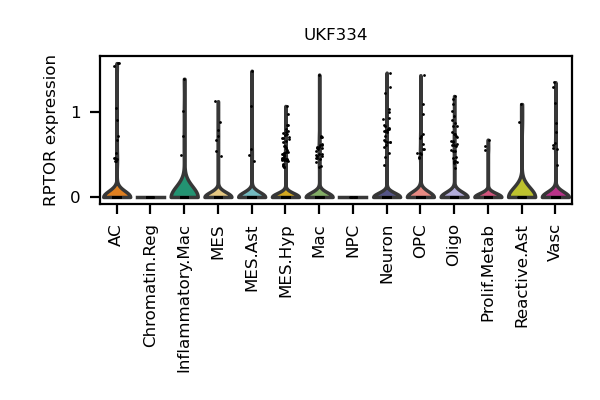 UKF334
RPTOR expression
1
0
AC
Chromatin.Reg
Inflammatory.Mac
MES
MES.Ast
MES.Hyp
Mac
NPC
Neuron
OPC
Oligo
Prolif.Metab
Reactive.Ast
Vasc